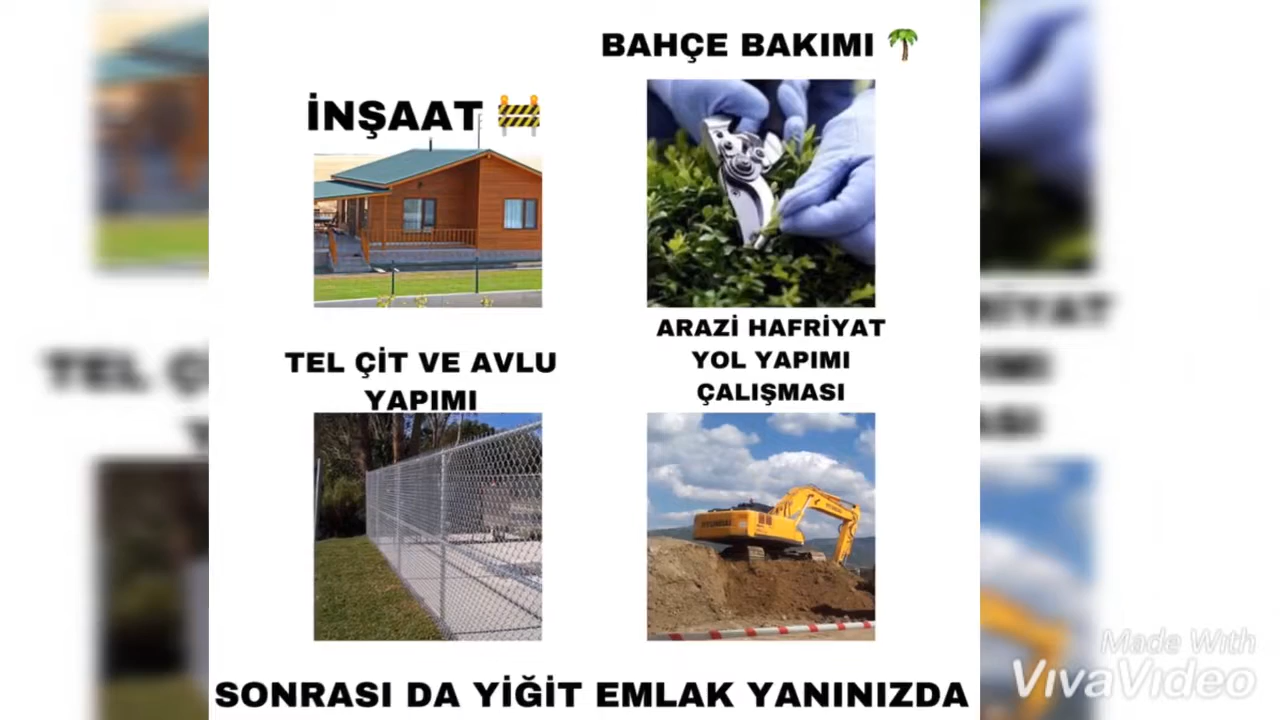 BAHÇE BAKIMI
İNŞAAT
ARAZİ HAFRİYAT
YOL YAPIMI
ÇALIŞMASI
TEL ÇİT VE AVLU
YAPIMI
HYUNDAI
SONRASI DA YİĞİT EMLAK YANINIZDA
Made With
VivaVideo